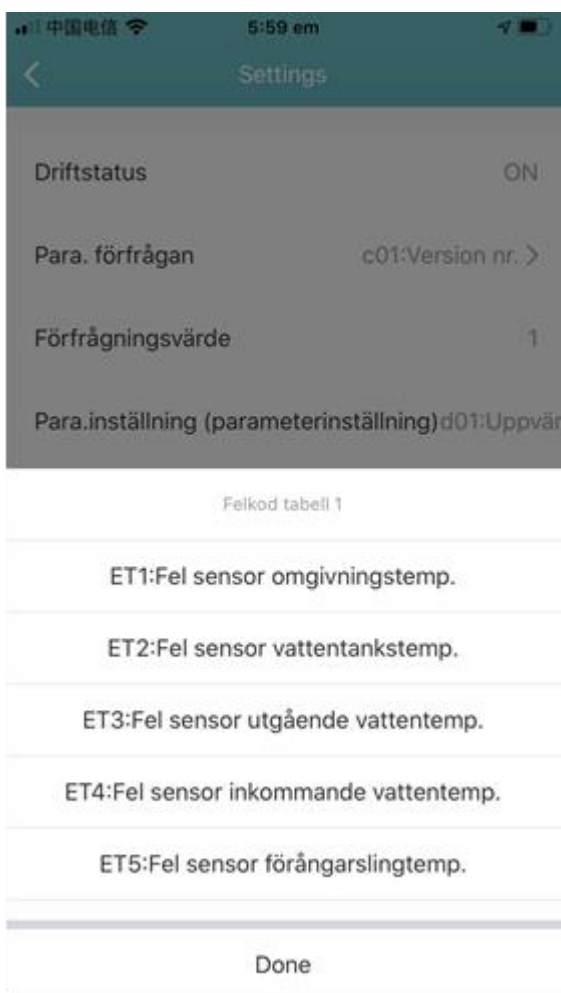 中国电信
5:59 em
Settings
Driftstatus
ON
Para. förfrågan
c01:Version nr.
Förfrågningsvärde
1
Para.inställning (parameterinställning)
d01:Uppvär
Felkod tabell 1
ET1:Fel sensor omgivningstemp.
ET2:Fel sensor vattentankstemp.
ET3:Fel sensor utgående vattentemp.
ET4:Fel sensor inkommande vattentemp.
ET5:Fel sensor förångarslingtemp.
Done